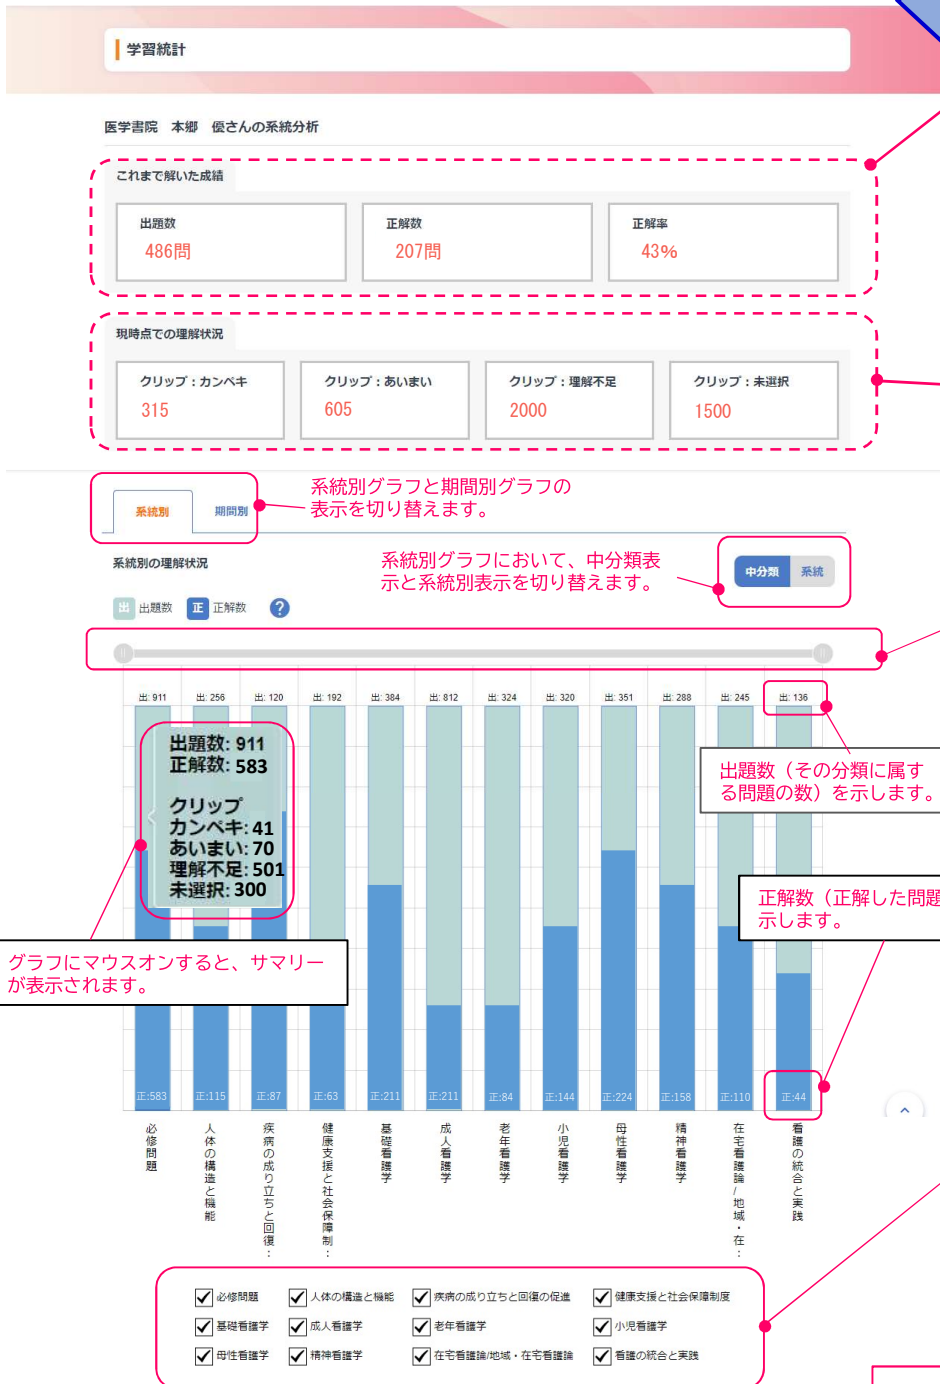 学習統計
医学書院　本郷　優さんの系統分析
これまで解いた成績
出題数
486問
正解数
207問
正解率
43%
現時点での理解状況
クリップ：カンペキ
315
クリップ：あいまい
605
クリップ：理解不足
2000
クリップ：未選択
1500
系統別
期間別
系統別グラフと期間別グラフの
表示を切り替えます。
系統別の理解状況
系統別グラフにおいて、中分類表
示と系統別表示を切り替えます。
中分類
系統
出 出題数
正 正解数
?
出: 911
出: 256
出: 120
出: 192
出: 384
出: 812
出: 324
出: 320
出: 351
出: 288
出: 245
出: 136
出題数: 911
正解数: 583
クリップ
カンペキ: 41
あいまい: 70
理解不足: 501
未選択: 300
出題数（その分類に属す
る問題の数）を示します。
正解数（正解した問題
示します。
グラフにマウスオンすると、サマリー
が表示されます。
正:583
正:115
正:87
正:63
正:211
正:211
正:84
正:144
正:224
正:158
正:110
正:44
必修問題
人体の構造と機能
疾病の成り立ちと回復：
健康支援と社会保障制：
基礎看護学
成人看護学
老年看護学
小児看護学
母性看護学
精神看護学
在宅看護論/地域・在：
看護の統合と実践
必修問題
人体の構造と機能
疾病の成り立ちと回復の促進
健康支援と社会保障制度
基礎看護学
成人看護学
老年看護学
小児看護学
母性看護学
精神看護学
在宅看護論/地域・在宅看護論
看護の統合と実践